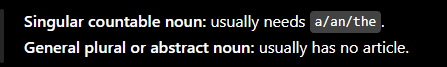 Singular countable noun: usually needs a/an/the.
General plural or abstract noun: usually has no article.